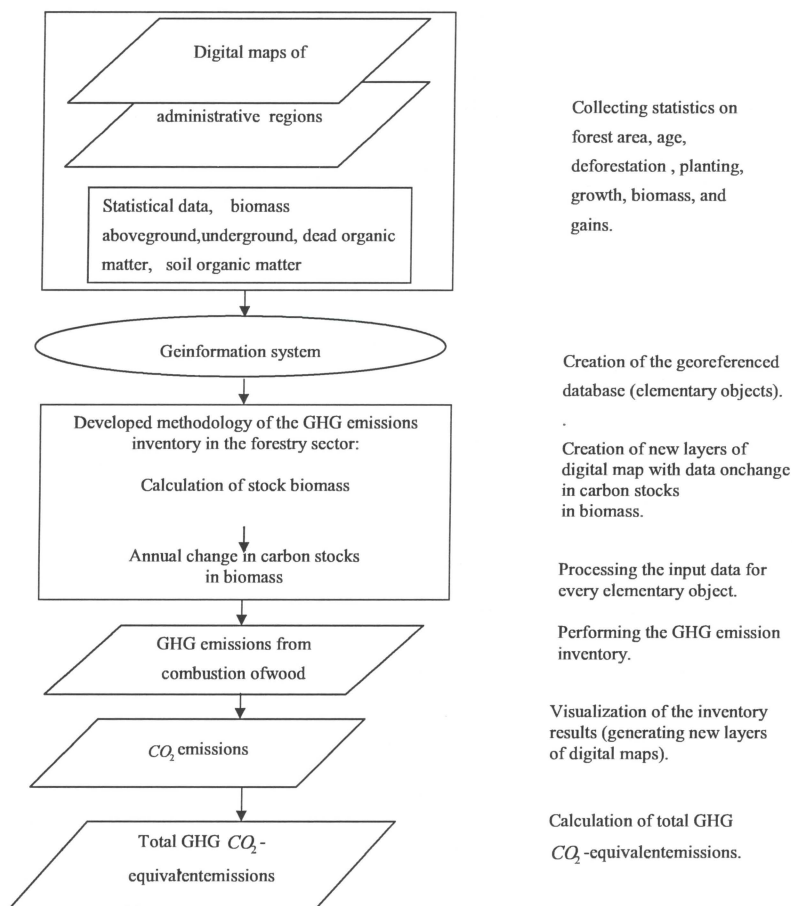 Digital maps of
administrative regions
Statistical data, biomass
aboveground,underground, dead organic
matter, soil organic matter
Collecting statistics on
forest area, age,
deforestation , planting,
growth, biomass, and
gains.
Geinformation system
Creation of the georeferenced
database (elementary objects).
.
Developed methodology of the GHG emissions
inventory in the forestry sector:
Calculation of stock biomass
Annual change in carbon stocks
in biomass
Creation of new layers of
digital map with data onchange
in carbon stocks
in biomass.
Processing the input data for
every elementary object.
GHG emissions from
combustion ofwood
Performing the GHG emission
inventory.
CO₂ emissions
Visualization of the inventory
results (generating new layers
of digital maps).
Total GHG CO₂ -
equivalentemissions
Calculation of total GHG
CO₂ -equivalentemissions.